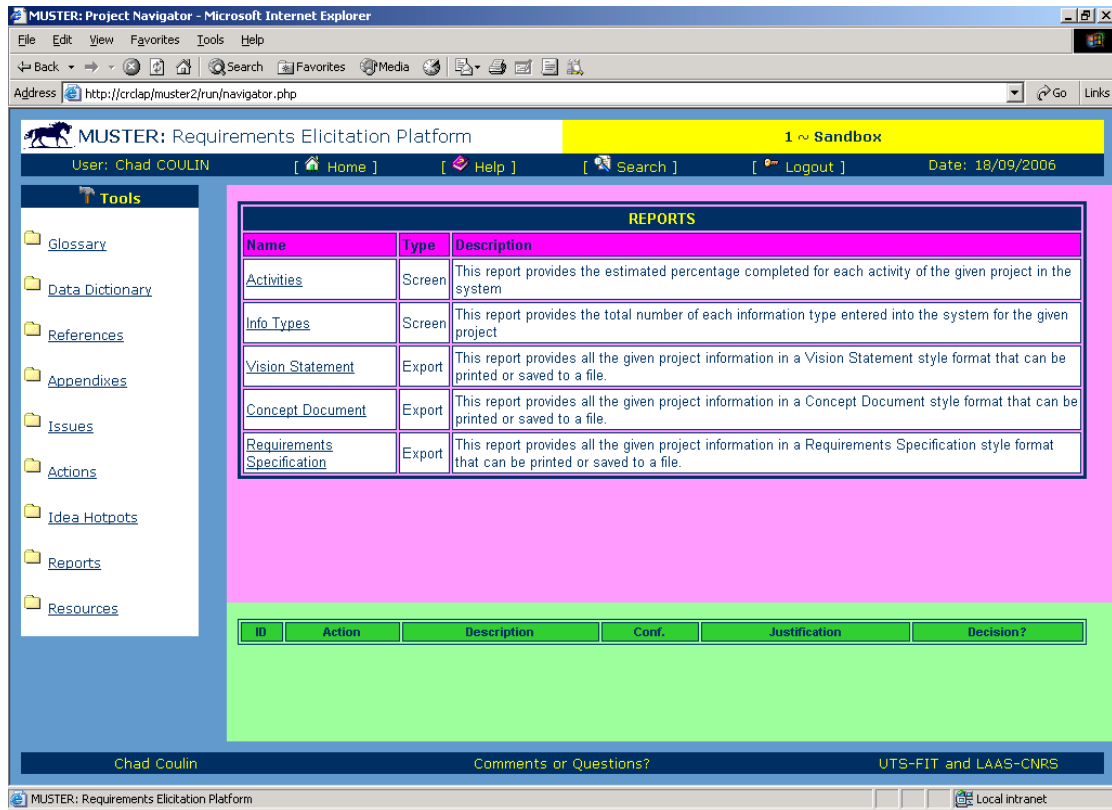 MUSTER: Project Navigator - Microsoft Internet Explorer
File Edit View Favorites Tools Help
Back Search Favorites Media
Address http://crclap/muster2/run/navigator.php Go Links
MUSTER: Requirements Elicitation Platform 1 ~ Sandbox
User: Chad COULIN [ Home ] [ Help ] [ Search ] [ Logout ] Date: 18/09/2006
Tools
Glossary
Data Dictionary
References
Appendixes
Issues
Actions
Idea Hotpots
Reports
Resources
REPORTS
Name Type Description
Activities Screen This report provides the estimated percentage completed for each activity of the given project in the
system
Info Types Screen This report provides the total number of each information type entered into the system for the given
project
Vision Statement Export This report provides all the given project information in a Vision Statement style format that can be
printed or saved to a file.
Concept Document Export This report provides all the given project information in a Concept Document style format that can be
printed or saved to a file.
Requirements Specification Export This report provides all the given project information in a Requirements Specification style format
that can be printed or saved to a file.
ID Action Description Conf. Justification Decision?
Chad Coulin Comments or Questions? UTS-FIT and LAAS-CNRS
MUSTER: Requirements Elicitation Platform Local intranet